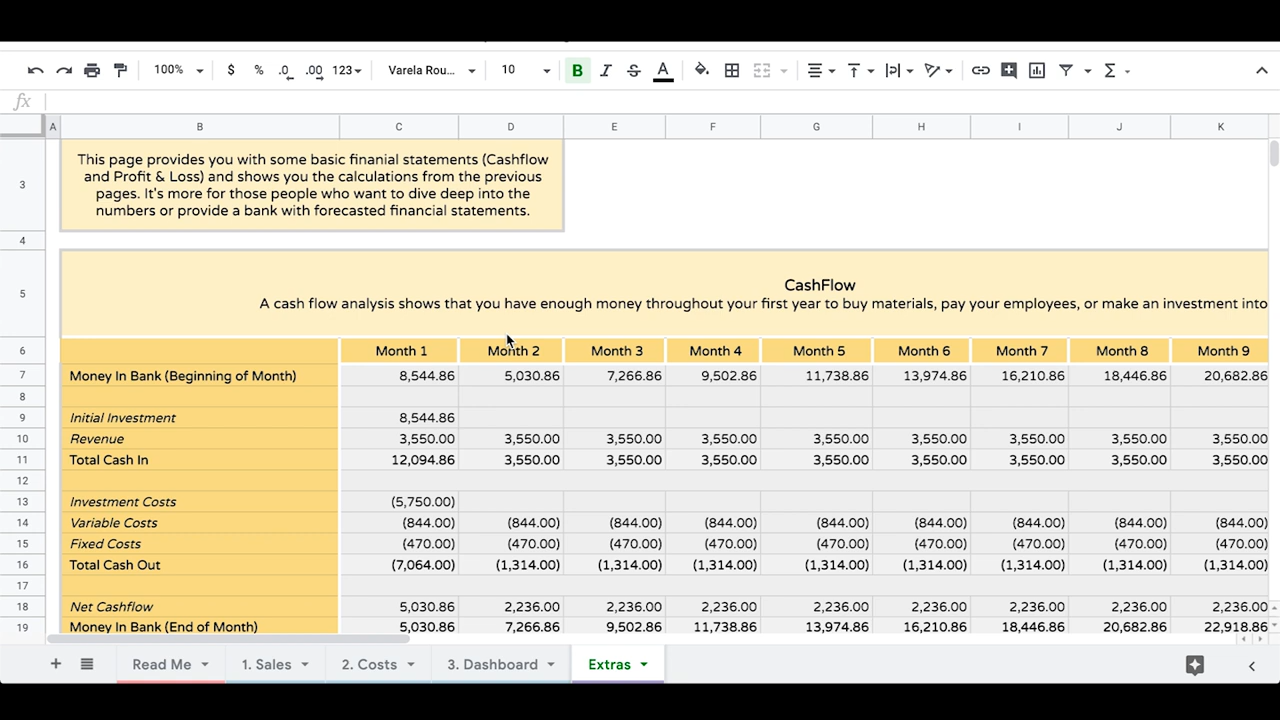 100% $ % .0 .00 123 Varela Rou... 10 B I S A Σ
fx
A B C D E F G H I J K
3 This page provides you with some basic finanial statements (Cashflow
and Profit & Loss) and shows you the calculations from the previous
pages. It's more for those people who want to dive deep into the
numbers or provide a bank with forecasted financial statements.
4
5 CashFlow
A cash flow analysis shows that you have enough money throughout your first year to buy materials, pay your employees, or make an investment into
6 Month 1 Month 2 Month 3 Month 4 Month 5 Month 6 Month 7 Month 8 Month 9
7 Money In Bank (Beginning of Month) 8,544.86 5,030.86 7,266.86 9,502.86 11,738.86 13,974.86 16,210.86 18,446.86 20,682.86
8
9 Initial Investment 8,544.86
10 Revenue 3,550.00 3,550.00 3,550.00 3,550.00 3,550.00 3,550.00 3,550.00 3,550.00 3,550.00
11 Total Cash In 12,094.86 3,550.00 3,550.00 3,550.00 3,550.00 3,550.00 3,550.00 3,550.00 3,550.00
12
13 Investment Costs (5,750.00)
14 Variable Costs (844.00) (844.00) (844.00) (844.00) (844.00) (844.00) (844.00) (844.00) (844.00)
15 Fixed Costs (470.00) (470.00) (470.00) (470.00) (470.00) (470.00) (470.00) (470.00) (470.00)
16 Total Cash Out (7,064.00) (1,314.00) (1,314.00) (1,314.00) (1,314.00) (1,314.00) (1,314.00) (1,314.00) (1,314.00)
17
18 Net Cashflow 5,030.86 2,236.00 2,236.00 2,236.00 2,236.00 2,236.00 2,236.00 2,236.00 2,236.00
19 Money In Bank (End of Month) 5,030.86 7,266.86 9,502.86 11,738.86 13,974.86 16,210.86 18,446.86 20,682.86 22,918.86
+ Read Me 1. Sales 2. Costs 3. Dashboard Extras